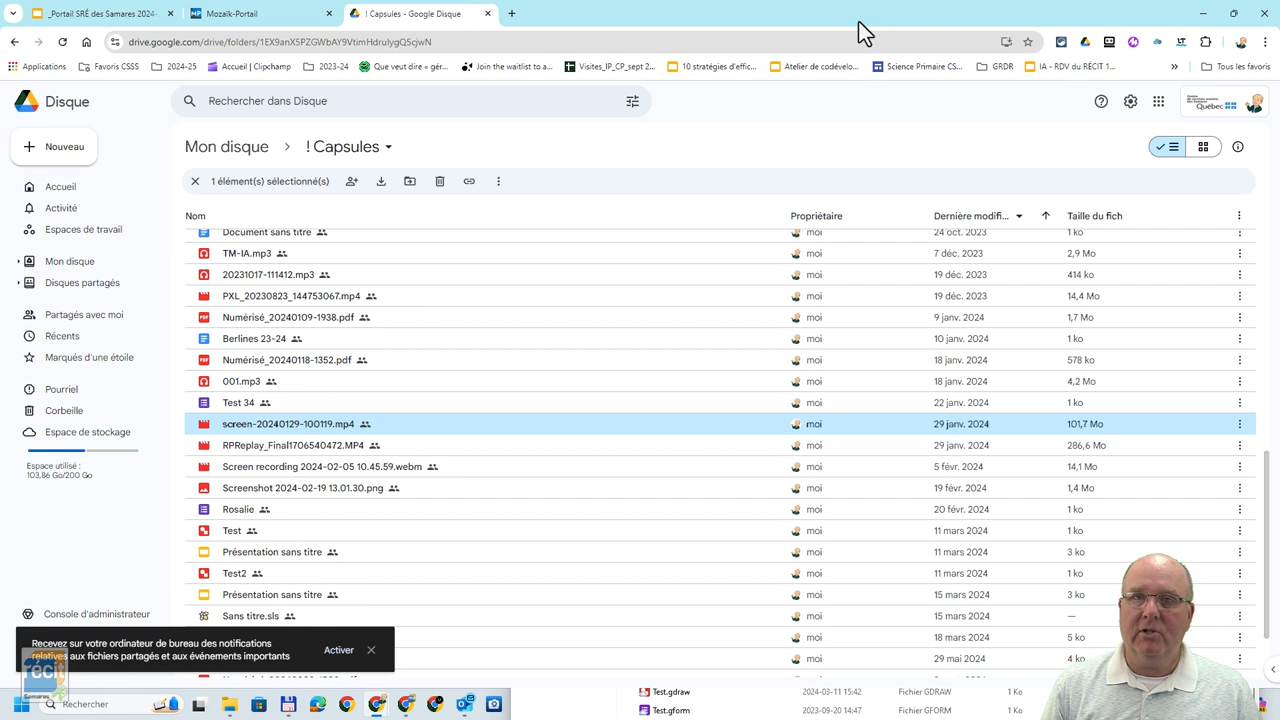 _Portail SRÉ des Samares 2024-
Mozaïk-Portail
! Capsules - Google Disque
drive.google.com/drive/folders/1EX9anX5PZGWbAY9VtimHdruIygQ5cjwN
Applications
Favoris CSSS
2024-25
Accueil | Clipchamp
2023-24
Que veut dire « gér...
Join the waitlist to a...
Visites_IP_CP_sept 2...
10 stratégies d'effic...
Atelier de codévelo...
Science Primaire CS...
GRDR
IA - RDV du RÉCIT 1...
Tous les favoris
Disque
Rechercher dans Disque
Québec
Nouveau
Mon disque > ! Capsules
1 élément(s) sélectionné(s)
Accueil
Activité
Espaces de travail
Mon disque
Disques partagés
Partagés avec moi
Récents
Marqués d'une étoile
Pourriel
Corbeille
Espace de stockage
Espace utilisé :
103,86 Go/200 Go
Console d'administrateur
Nom Propriétaire Dernière modifi... Taille du fich
Document sans titre moi 24 oct. 2023 1 ko
TM-IA.mp3 moi 7 déc. 2023 2,9 Mo
20231017-111412.mp3 moi 19 déc. 2023 414 ko
PXL_20230823_144753067.mp4 moi 19 déc. 2023 14,4 Mo
Numérisé_20240109-1938.pdf moi 9 janv. 2024 1,7 Mo
Berlines 23-24 moi 10 janv. 2024 1 ko
Numérisé_20240118-1352.pdf moi 18 janv. 2024 578 ko
001.mp3 moi 18 janv. 2024 4,2 Mo
Test 34 moi 22 janv. 2024 1 ko
screen-20240129-100119.mp4 moi 29 janv. 2024 101,7 Mo
RPReplay_Final1706540472.MP4 moi 29 janv. 2024 286,6 Mo
Screen recording 2024-02-05 10.45.59.webm moi 5 févr. 2024 14,1 Mo
Screenshot 2024-02-19 13.01.30.png moi 19 févr. 2024 1,4 Mo
Rosalie moi 20 févr. 2024 1 ko
Test moi 11 mars 2024 1 ko
Présentation sans titre moi 11 mars 2024 3 ko
Test2 moi 11 mars 2024 1 ko
Présentation sans titre moi 15 mars 2024 3 ko
Sans titre.sls moi 15 mars 2024 —
moi 18 mars 2024 5 ko
moi 29 mai 2024 4 ko
Recevez sur votre ordinateur de bureau des notifications
relatives aux fichiers partagés et aux événements importants
Activer
récit
Samares
Rechercher
Test.gdraw 2024-03-11 15:42 Fichier GDRAW 1 Ko
Test.gform 2023-09-20 14:47 Fichier GFORM 1 Ko